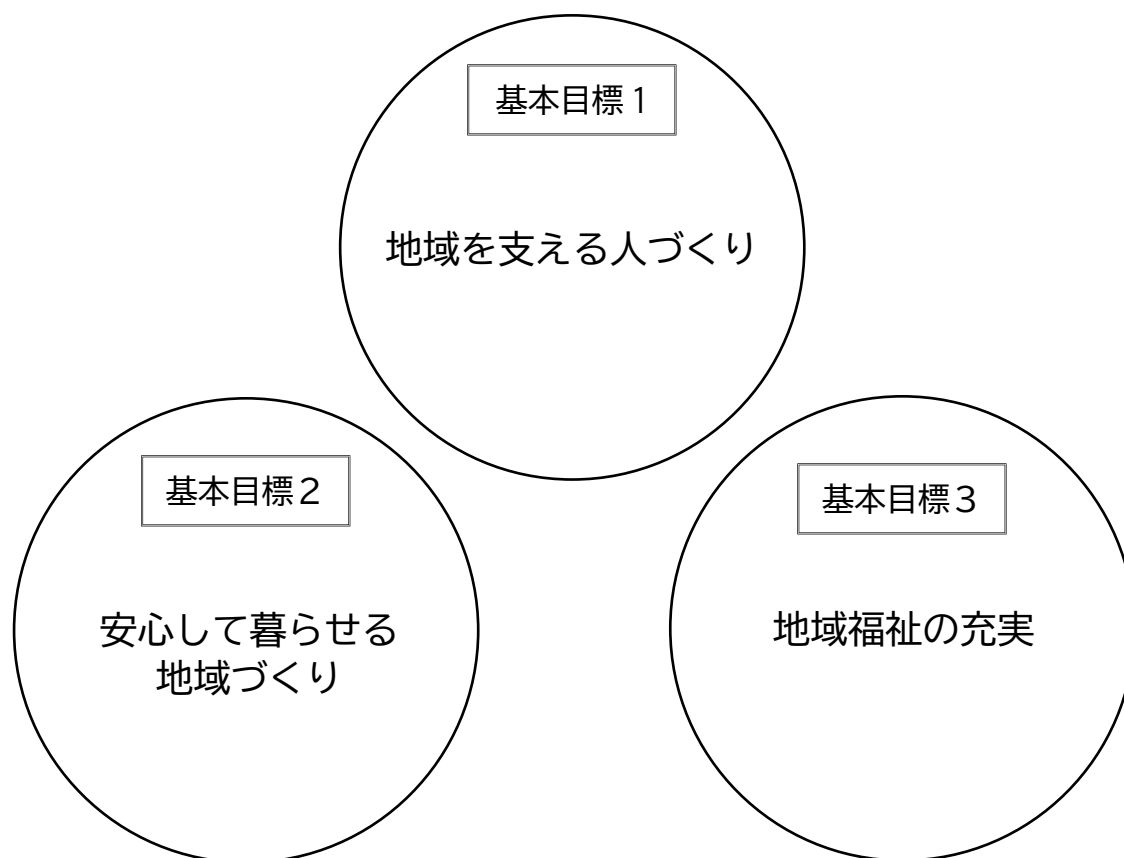 基本目標１
地域を支える人づくり
基本目標２
安心して暮らせる
地域づくり
基本目標３
地域福祉の充実